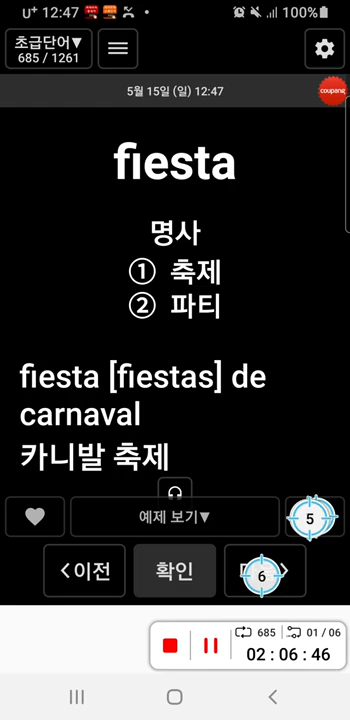 U+ 12:47 100%
초급단어▼
685 / 1261
5월 15일 (일) 12:47
coupang
fiesta
명사
① 축제
② 파티
fiesta [fiestas] de
carnaval
카니발 축제
예제 보기▼
5
이전
확인
6
685 01 / 06
02 : 06 : 46